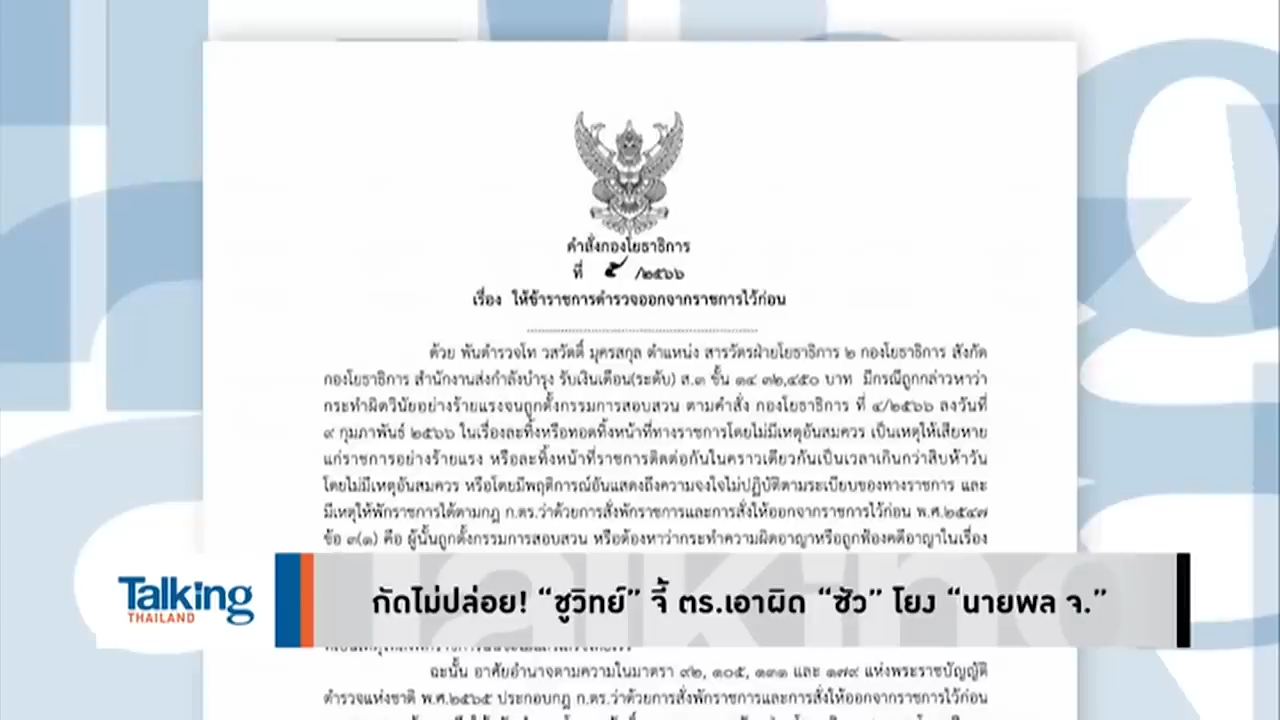 คำสั่งกองโยธาธิการ
ที่ ๕ /๒๕๖๖
เรื่อง ให้ข้าราชการตำรวจออกจากราชการไว้ก่อน
ด้วย พันตำรวจโท วสวัตติ์ มุครสกุล ตำแหน่ง สารวัตรฝ่ายโยธาธิการ ๒ กองโยธาธิการ สังกัด
กองโยธาธิการ สำนักงานส่งกำลังบำรุง รับเงินเดือน(ระดับ) ส.๓ ขั้น ๑๔ ๓๒,๔๕๐ บาท มีกรณีถูกกล่าวหาว่า
กระทำผิดวินัยอย่างร้ายแรงจนถูกตั้งกรรมการสอบสวน ตามคำสั่ง กองโยธาธิการ ที่ ๔/๒๕๖๖ ลงวันที่
๙ กุมภาพันธ์ ๒๕๖๖ ในเรื่องละทิ้งหรือทอดทิ้งหน้าที่ทางราชการโดยไม่มีเหตุอันสมควร เป็นเหตุให้เสียหาย
แก่ราชการอย่างร้ายแรง หรือละทิ้งหน้าที่ราชการติดต่อกันในคราวเดียวกันเป็นเวลาเกินกว่าสิบห้าวัน
โดยไม่มีเหตุอันสมควร หรือโดยมีพฤติการณ์อันแสดงถึงความจงใจไม่ปฏิบัติตามระเบียบของทางราชการ และ
มีเหตุให้พักราชการได้ตามกฎ ก.ตร.ว่าด้วยการสั่งพักราชการและการสั่งให้ออกจากราชการไว้ก่อน พ.ศ.๒๕๔๗
ข้อ ๓(๑) คือ ผู้นั้นถูกตั้งกรรมการสอบสวน หรือต้องหาว่ากระทำความผิดอาญาหรือถูกฟ้องคดีอาญาในเรื่อง
Talking
THAILAND
กัดไม่ปล่อย! “ชูวิทย์” จี้ ตร.เอาผิด “ซัว” โยง “นายพล จ.”
ฉะนั้น อาศัยอำนาจตามความในมาตรา ๙๒, ๑๐๕, ๑๓๑ และ ๑๗๙ แห่งพระราชบัญญัติ
ตำรวจแห่งชาติ พ.ศ.๒๕๖๕ ประกอบกฎ ก.ตร.ว่าด้วยการสั่งพักราชการและการสั่งให้ออกจากราชการไว้ก่อน